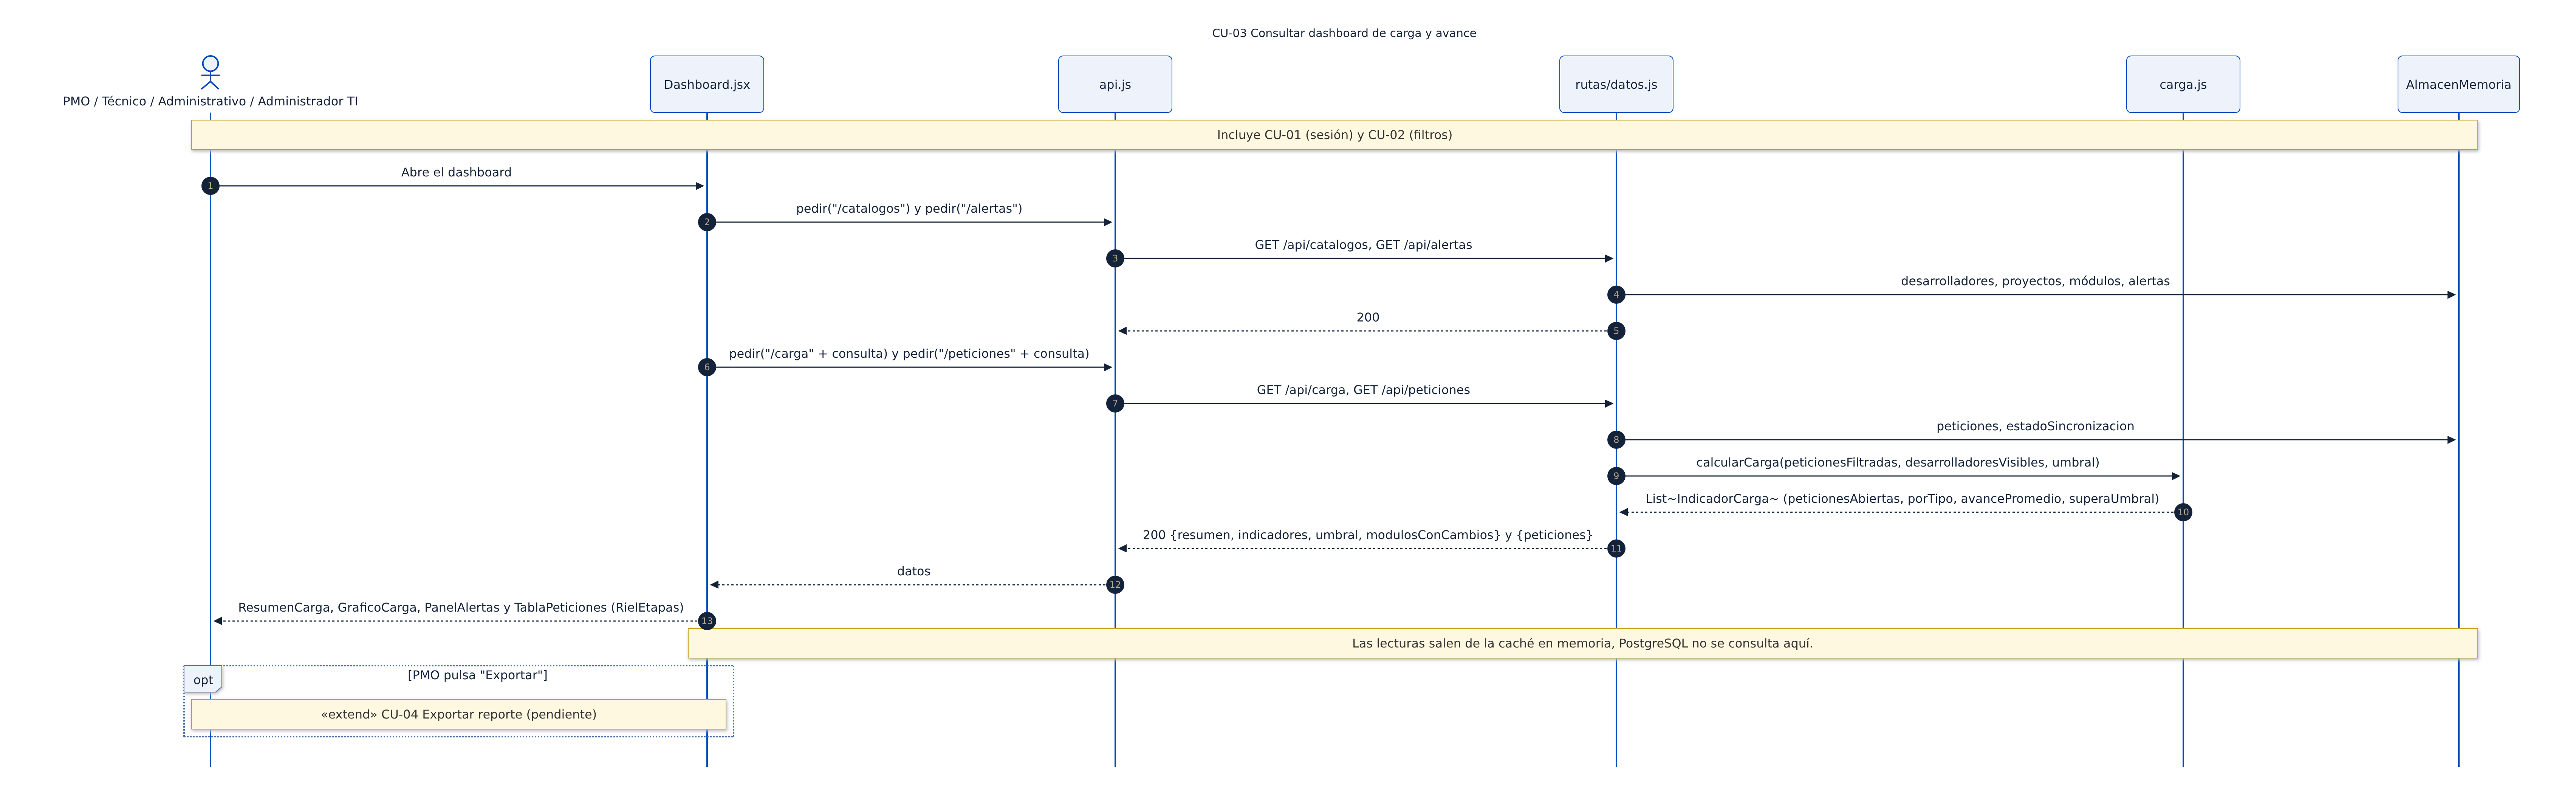 CU-03 Consultar dashboard de carga y avance
PMO / Técnico / Administrativo / Administrador TI
Dashboard.jsx
api.js
rutas/datos.js
carga.js
AlmacenMemoria
Incluye CU-01 (sesión) y CU-02 (filtros)
Abre el dashboard
1
pedir("/catalogos") y pedir("/alertas")
2
GET /api/catalogos, GET /api/alertas
3
desarrolladores, proyectos, módulos, alertas
4
200
5
pedir("/carga" + consulta) y pedir("/peticiones" + consulta)
6
GET /api/carga, GET /api/peticiones
7
peticiones, estadoSincronizacion
8
calcularCarga(peticionesFiltradas, desarrolladoresVisibles, umbral)
9
List~IndicadorCarga~ (peticionesAbiertas, porTipo, avancePromedio, superaUmbral)
10
200 {resumen, indicadores, umbral, modulosConCambios} y {peticiones}
11
datos
12
ResumenCarga, GraficoCarga, PanelAlertas y TablaPeticiones (RielEtapas)
13
Las lecturas salen de la caché en memoria, PostgreSQL no se consulta aquí.
opt
[PMO pulsa "Exportar"]
«extend» CU-04 Exportar reporte (pendiente)